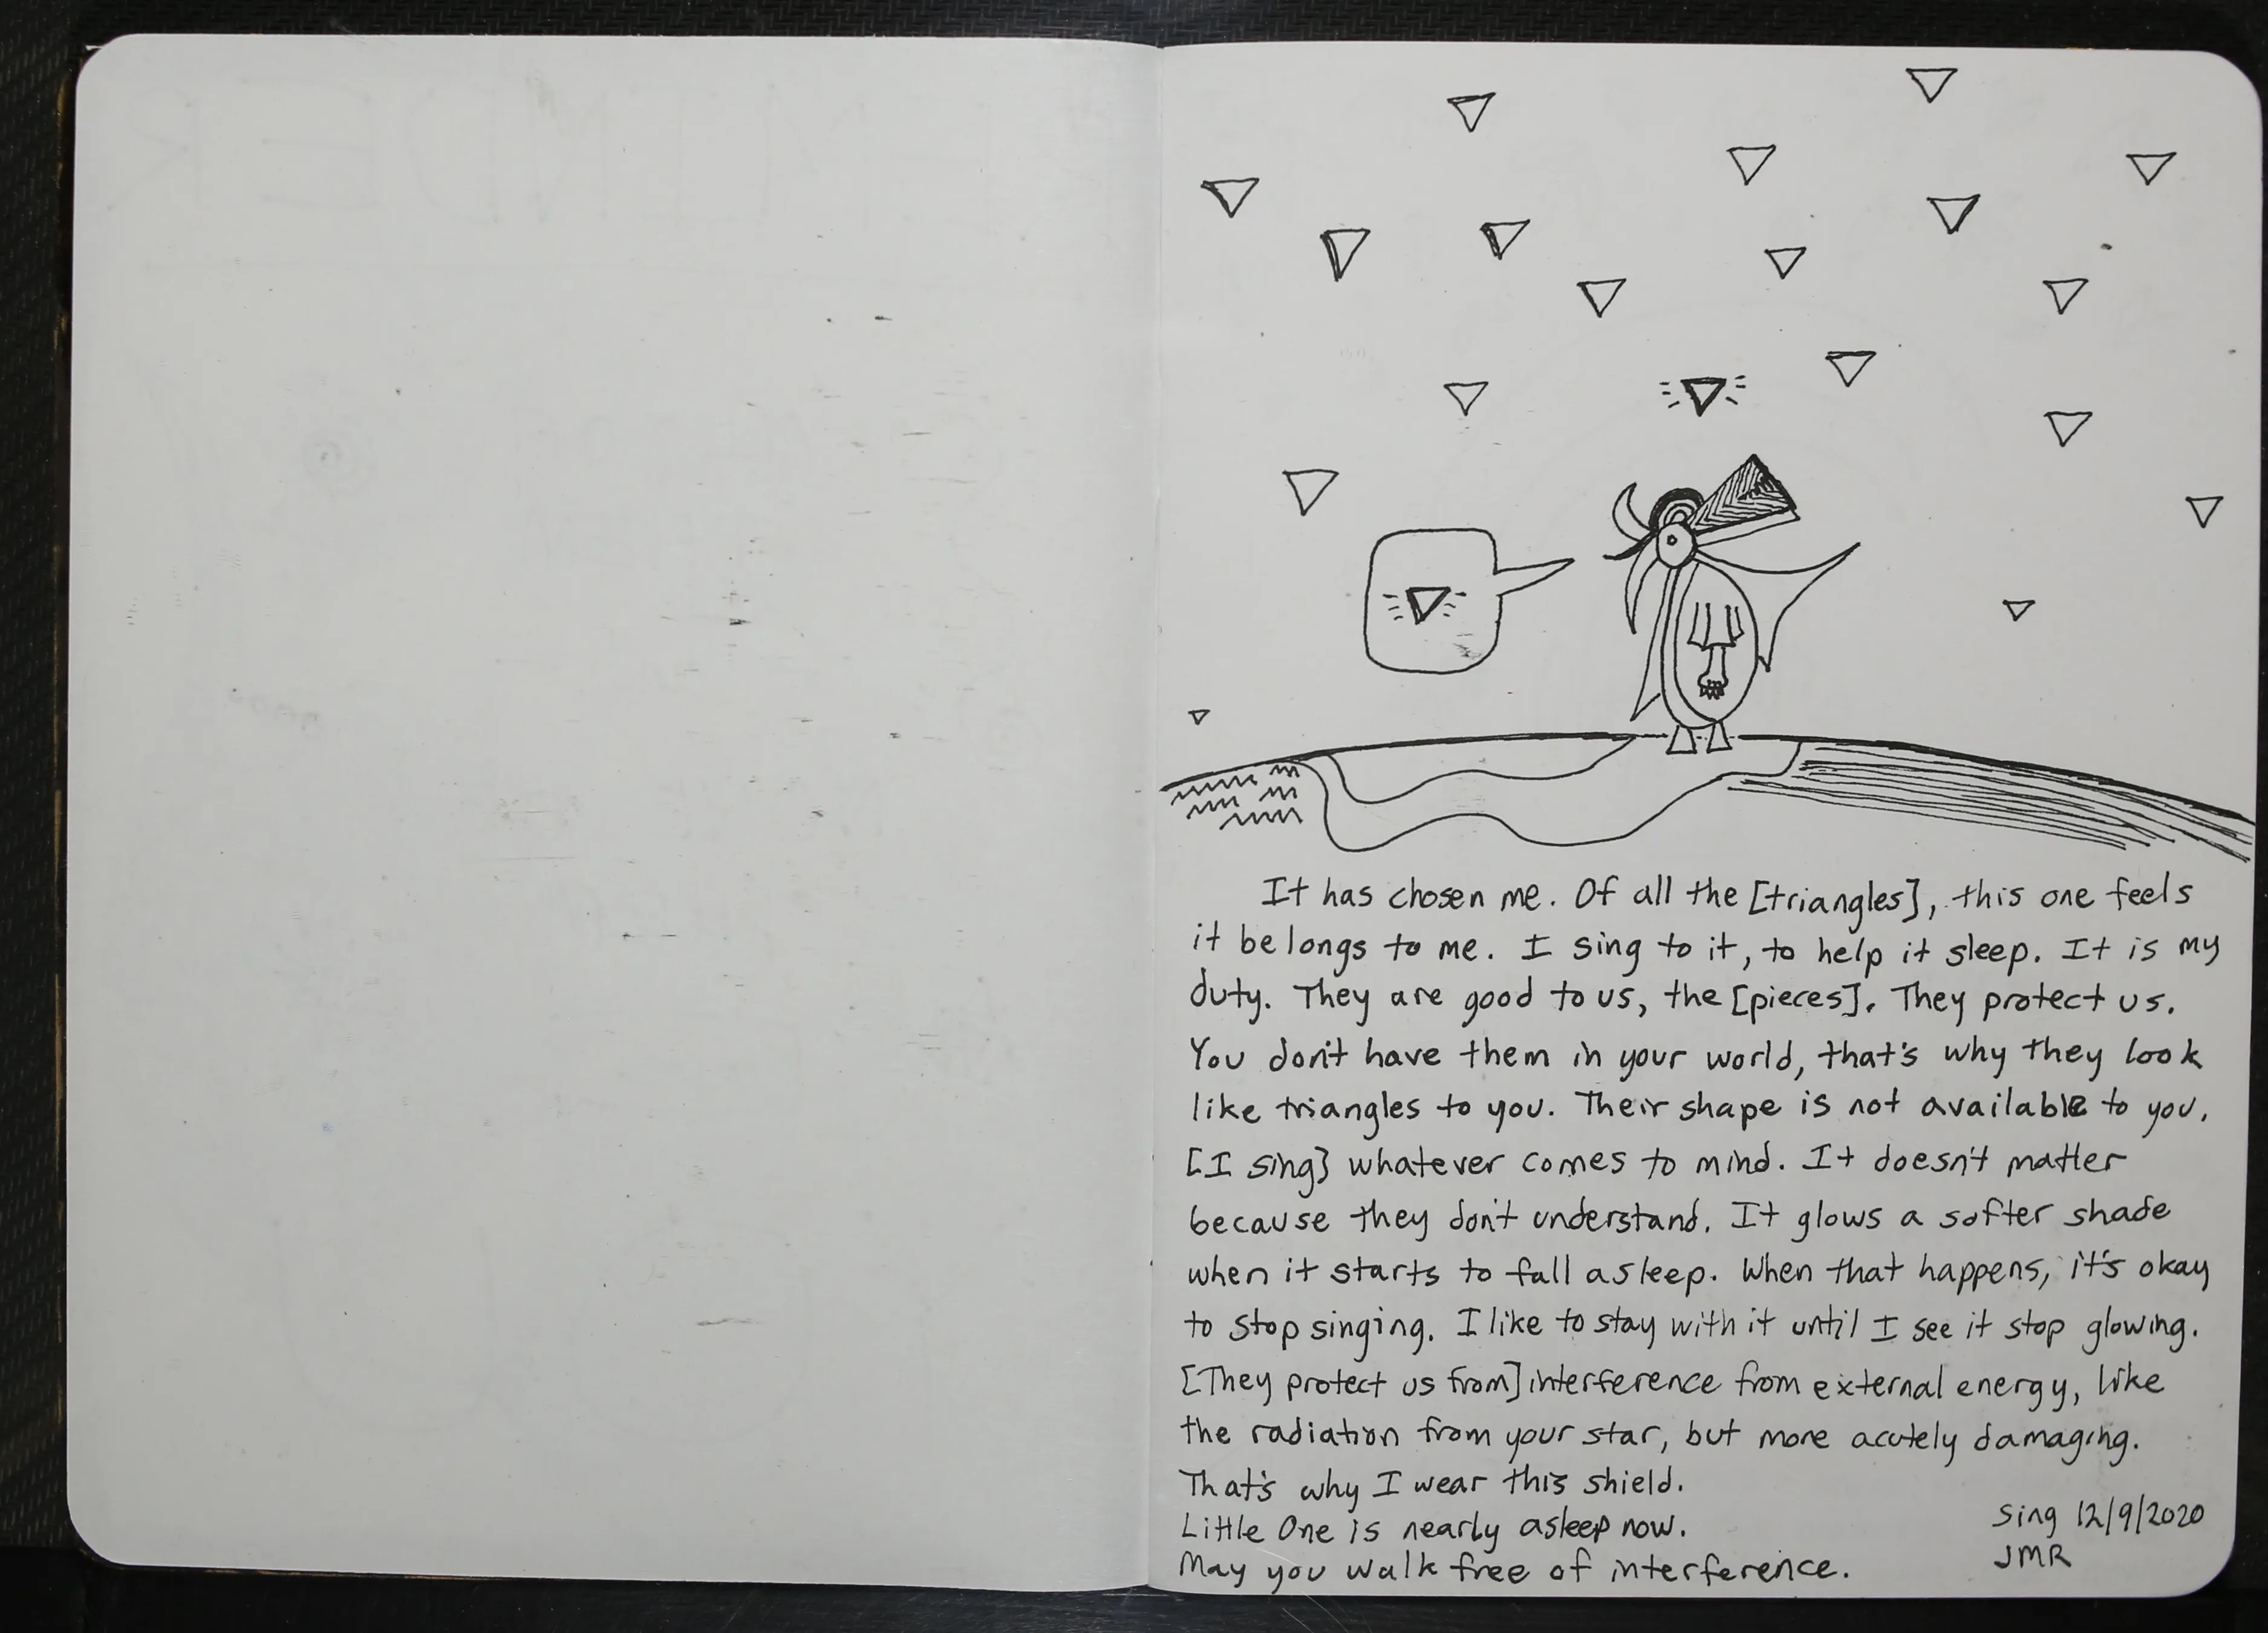 It has chosen me. Of all the [triangles], this one feels
it belongs to me. I sing to it, to help it sleep. It is my
duty. They are good to us, the [pieces]. They protect us.
You don't have them in your world, that's why they look
like triangles to you. Their shape is not available to you.
[I sing] whatever comes to mind. It doesn't matter
because they don't understand. It glows a softer shade
when it starts to fall asleep. When that happens, it's okay
to stop singing. I like to stay with it until I see it stop glowing.
[They protect us from] interference from external energy, like
the radiation from your star, but more acutely damaging.
That's why I wear this shield.
Little One is nearly asleep now.
May you walk free of interference.
Sing 12/9/2020
JMR